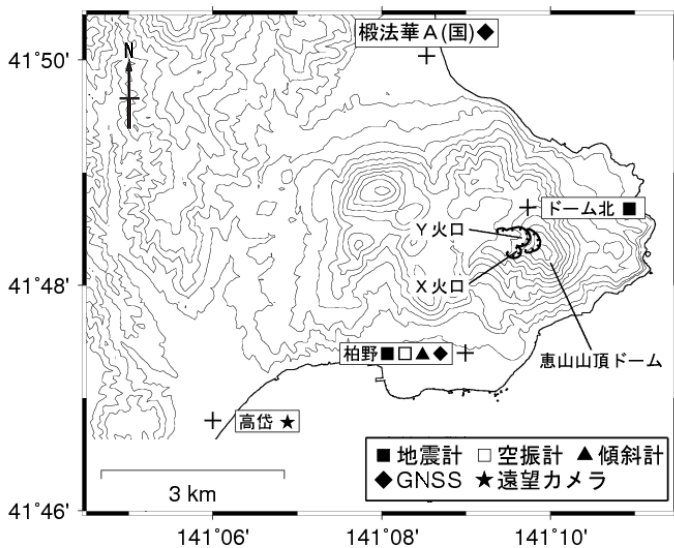 椴法華A(国)◆
41°50'
N
ドーム北 ■
Y 火口
X 火口
41°48'
柏野■□▲◆
恵山山頂ドーム
高岱 ★
■ 地震計 □ 空振計 ▲ 傾斜計
◆GNSS ★遠望カメラ
3 km
41°46'
141°06' 141°08' 141°10'